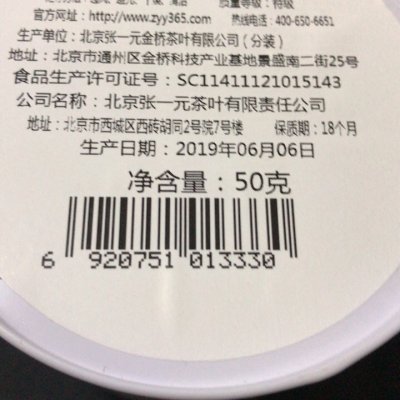 质量等级：特级
官方网址：http://www.zyy365.com 热线电话：400-650-6651
生产单位：北京张一元金桥茶叶有限公司（分装）
地址：北京市通州区金桥科技产业基地景盛南二街25号
食品生产许可证号：SC11411121015143
公司名称：北京张一元茶叶有限责任公司
地址：北京市西城区西砖胡同2号院7号楼 保质期：18个月
生产日期：2019年06月06日
净含量：50克
6 920751 013330